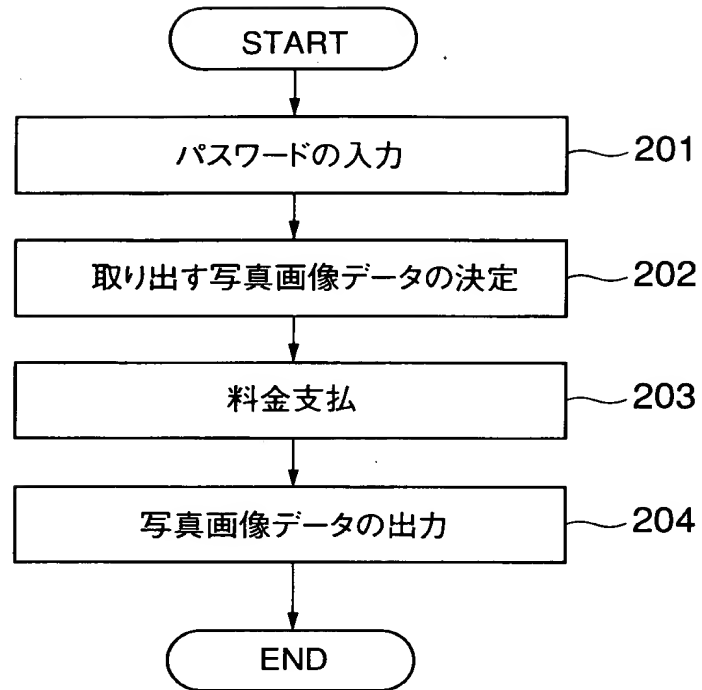 START
パスワードの入力
201
取り出す写真画像データの決定
202
料金支払
203
写真画像データの出力
204
END